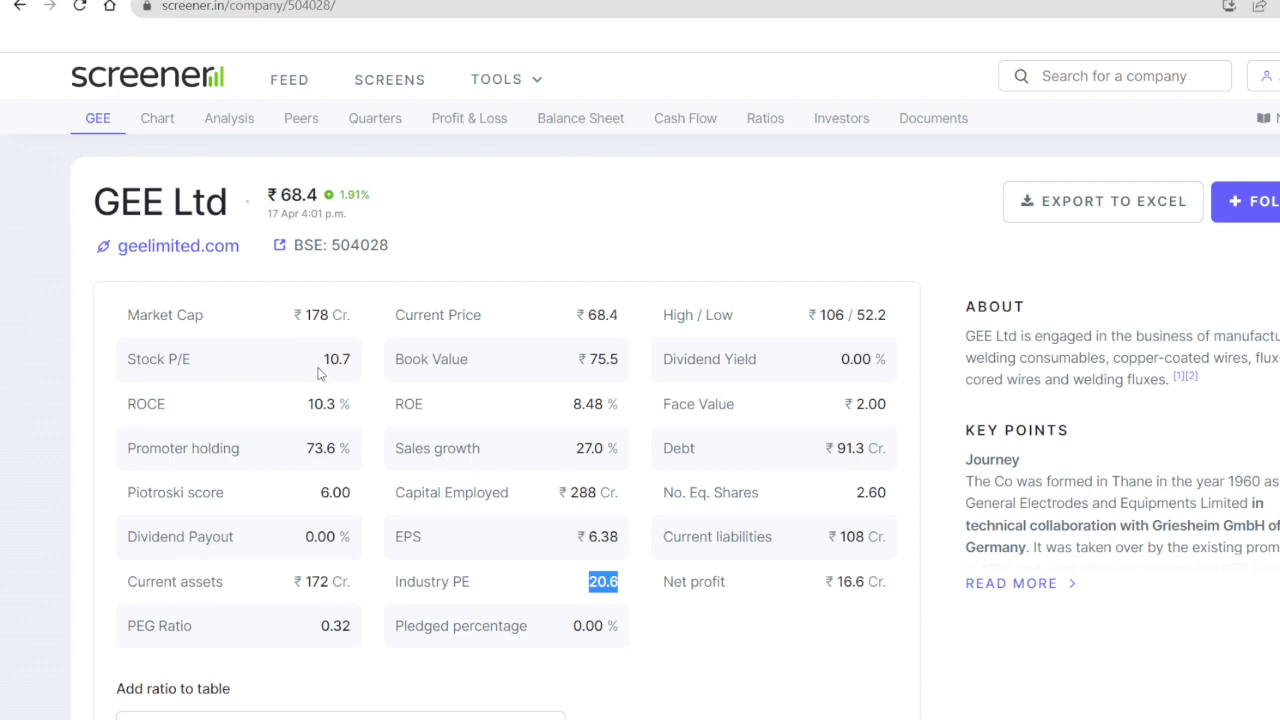 screener.in/company/504028/
screener
FEED SCREENS TOOLS
Search for a company
GEE Chart Analysis Peers Quarters Profit & Loss Balance Sheet Cash Flow Ratios Investors Documents
GEE Ltd · ₹ 68.4 1.91%
17 Apr 4:01 p.m.
EXPORT TO EXCEL + FOL
geelimited.com BSE: 504028
Market Cap ₹ 178 Cr. Current Price ₹ 68.4 High / Low ₹ 106 / 52.2
Stock P/E 10.7 Book Value ₹ 75.5 Dividend Yield 0.00 %
ROCE 10.3 % ROE 8.48 % Face Value ₹ 2.00
Promoter holding 73.6 % Sales growth 27.0 % Debt ₹ 91.3 Cr.
Piotroski score 6.00 Capital Employed ₹ 288 Cr. No. Eq. Shares 2.60
Dividend Payout 0.00 % EPS ₹ 6.38 Current liabilities ₹ 108 Cr.
Current assets ₹ 172 Cr. Industry PE 20.6 Net profit ₹ 16.6 Cr.
PEG Ratio 0.32 Pledged percentage 0.00 %
Add ratio to table
ABOUT
GEE Ltd is engaged in the business of manufactu
welding consumables, copper-coated wires, flux-
cored wires and welding fluxes. [1][2]
KEY POINTS
Journey
The Co was formed in Thane in the year 1960 as
General Electrodes and Equipments Limited in
technical collaboration with Griesheim GmbH of
Germany. It was taken over by the existing prom
READ MORE